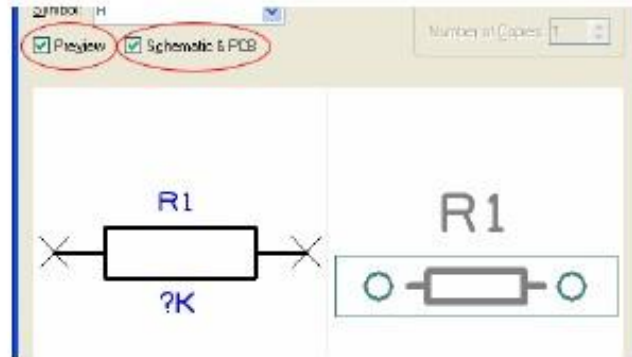 Symbol: R
Preview Schematic & PCB Number of Copies: 1
R1 R1
?K